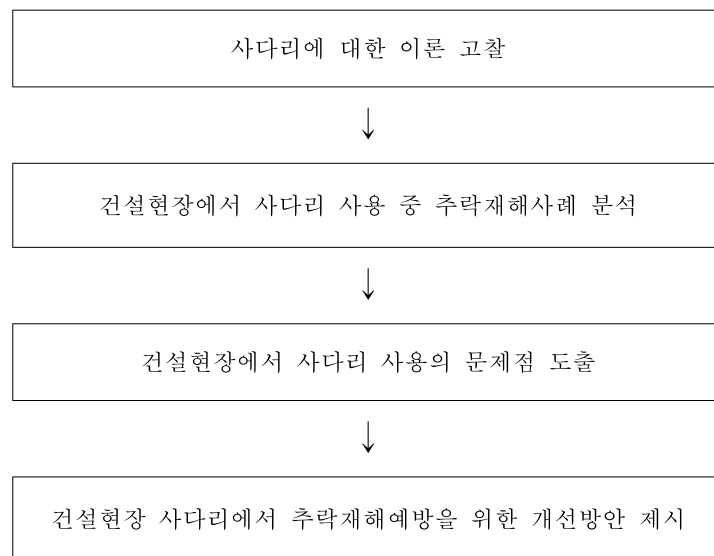 사다리에 대한 이론 고찰
↓
건설현장에서 사다리 사용 중 추락재해사례 분석
↓
건설현장에서 사다리 사용의 문제점 도출
↓
건설현장 사다리에서 추락재해예방을 위한 개선방안 제시